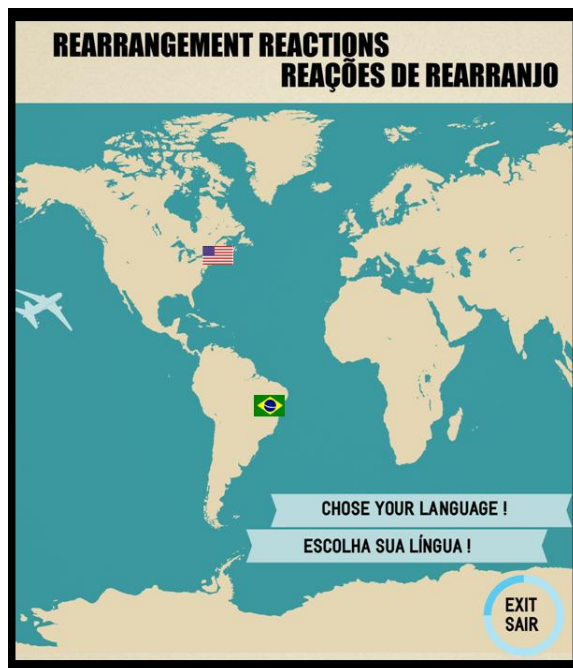 REARRANGEMENT REACTIONS
REAÇÕES DE REARRANJO
CHOSE YOUR LANGUAGE !
ESCOLHA SUA LÍNGUA !
EXIT
SAIR